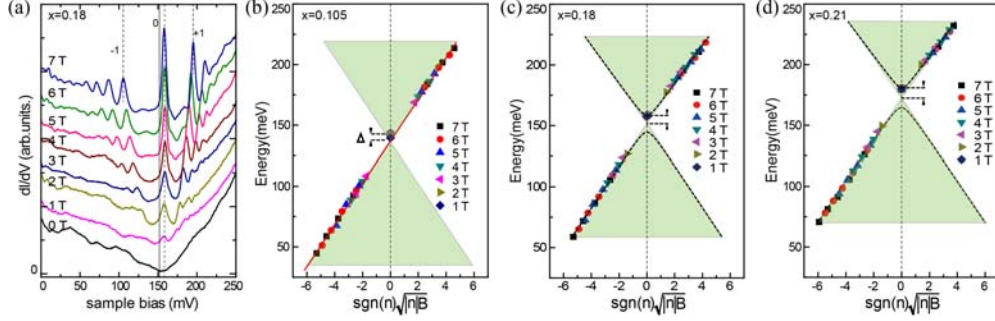 (a)
x=0.18
0
-1
+1
7 T
6 T
5 T
4 T
3 T
2 T
1 T
0 T
0
dI/dV (arb.units.)
0 50 100 150 200 250
sample bias (mV)
(b)
x=0.105
200
150
100
50
Energy(meV)
Δ
7 T
6 T
5 T
4 T
3 T
2 T
1 T
-6 -4 -2 0 2 4 6
sgn(n)√|n|B
(c)
x=0.18
200
150
100
50
Energy (meV)
7 T
6 T
5 T
4 T
3 T
2 T
1 T
-6 -4 -2 0 2 4 6
sgn(n)√|n|B
(d)
x=0.21
200
150
100
50
Energy(meV)
7 T
6 T
5 T
4 T
3 T
2 T
1 T
-6 -4 -2 0 2 4 6
sgn(n)√|n|B